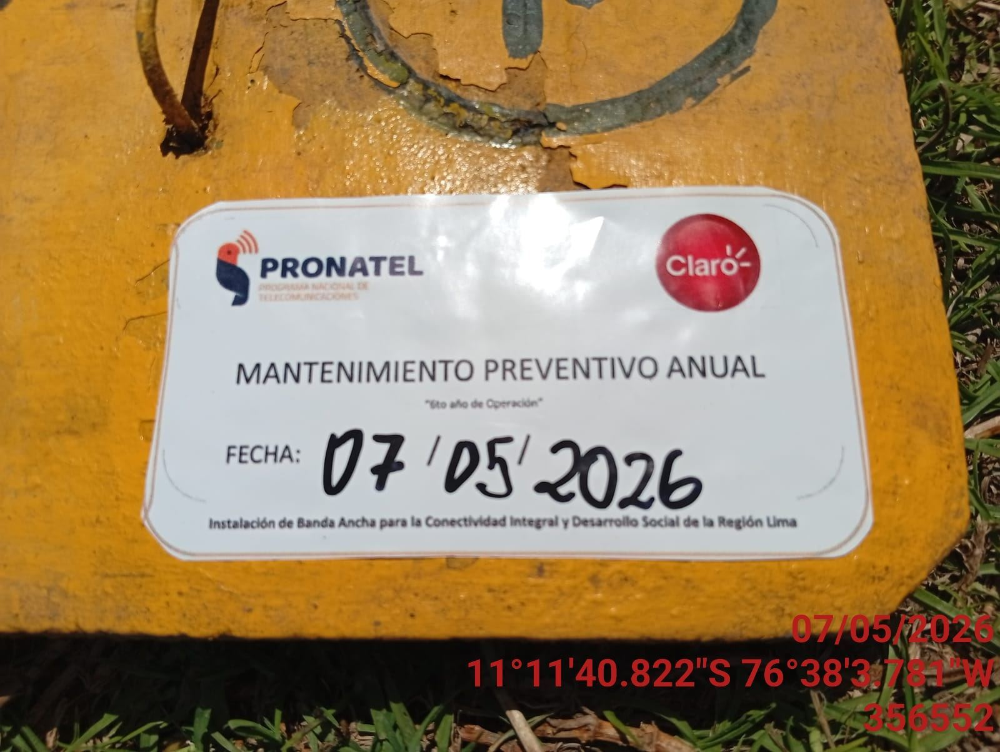 PRONATEL
PROGRAMA NACIONAL DE
TELECOMUNICACIONES
Claro
MANTENIMIENTO PREVENTIVO ANUAL
"6to año de Operación"
FECHA: 07/05/2026
Instalación de Banda Ancha para la Conectividad Integral y Desarrollo Social de la Región Lima
07/05/2026
11°11'40.822"S 76°38'3.781"W
356552